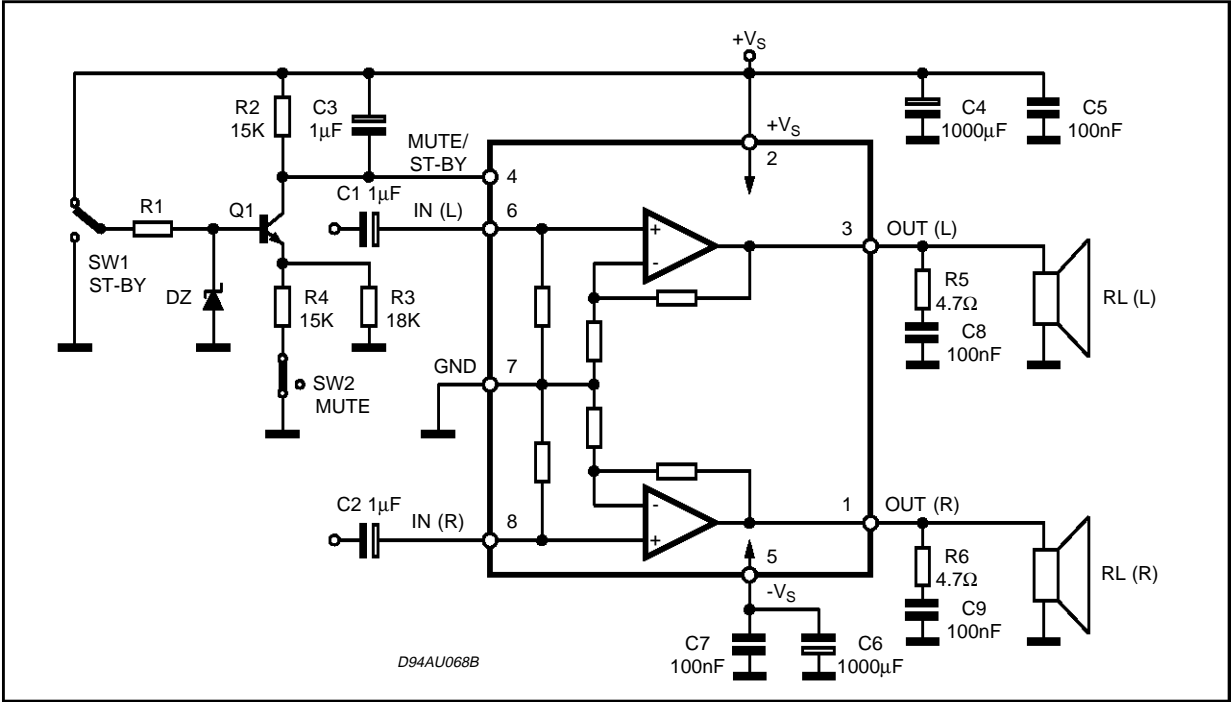 +VS
R2
15K
C3
1μF
C4
1000μF
C5
100nF
MUTE/
ST-BY
4
+VS
2
R1
Q1
C1 1μF
IN (L)
6
+
-
3
OUT (L)
SW1
ST-BY
DZ
R4
15K
R3
18K
R5
4.7Ω
C8
100nF
RL (L)
GND
7
SW2
MUTE
C2 1μF
IN (R)
8
-
+
1
OUT (R)
5
-VS
R6
4.7Ω
C9
100nF
RL (R)
C7
100nF
C6
1000μF
D94AU068B